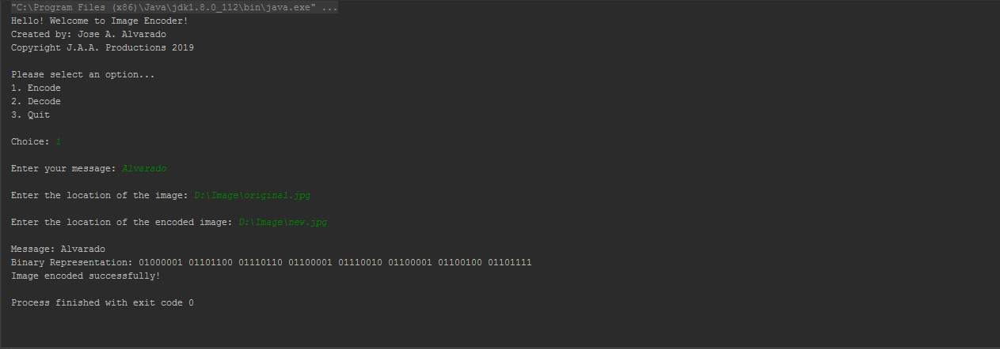 "C:\Program Files (x86)\Java\jdk1.8.0_112\bin\java.exe" ...
Hello! Welcome to Image Encoder!
Created by: Jose A. Alvarado
Copyright J.A.A. Productions 2019
Please select an option...
1. Encode
2. Decode
3. Quit
Choice: 1
Enter your message: Alvarado
Enter the location of the image: D:\Image\original.jpg
Enter the location of the encoded image: D:\Image\new.jpg
Message: Alvarado
Binary Representation: 01000001 01101100 01110110 01100001 01110010 01100001 01100100 01101111
Image encoded successfully!
Process finished with exit code 0